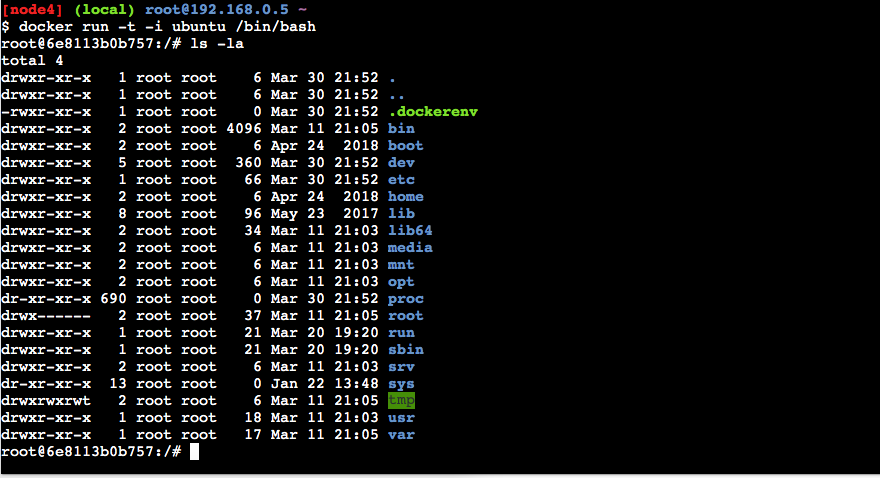 [node4] (local) root@192.168.0.5 ~
$ docker run -t -i ubuntu /bin/bash
root@6e8113b0b757:/# ls -la
total 4
drwxr-xr-x   1 root root    6 Mar 30 21:52 .
drwxr-xr-x   1 root root    6 Mar 30 21:52 ..
-rwxr-xr-x   1 root root    0 Mar 30 21:52 .dockerenv
drwxr-xr-x   2 root root 4096 Mar 11 21:05 bin
drwxr-xr-x   2 root root    6 Apr 24  2018 boot
drwxr-xr-x   5 root root  360 Mar 30 21:52 dev
drwxr-xr-x   1 root root   66 Mar 30 21:52 etc
drwxr-xr-x   2 root root    6 Apr 24  2018 home
drwxr-xr-x   8 root root   96 May 23  2017 lib
drwxr-xr-x   2 root root   34 Mar 11 21:03 lib64
drwxr-xr-x   2 root root    6 Mar 11 21:03 media
drwxr-xr-x   2 root root    6 Mar 11 21:03 mnt
drwxr-xr-x   2 root root    6 Mar 11 21:03 opt
dr-xr-xr-x 690 root root    0 Mar 30 21:52 proc
drwx------   2 root root   37 Mar 11 21:05 root
drwxr-xr-x   1 root root   21 Mar 20 19:20 run
drwxr-xr-x   1 root root   21 Mar 20 19:20 sbin
drwxr-xr-x   2 root root    6 Mar 11 21:03 srv
dr-xr-xr-x  13 root root    0 Jan 22 13:48 sys
drwxrwxrwt   2 root root    6 Mar 11 21:05 tmp
drwxr-xr-x   1 root root   18 Mar 11 21:03 usr
drwxr-xr-x   1 root root   17 Mar 11 21:05 var
root@6e8113b0b757:/#